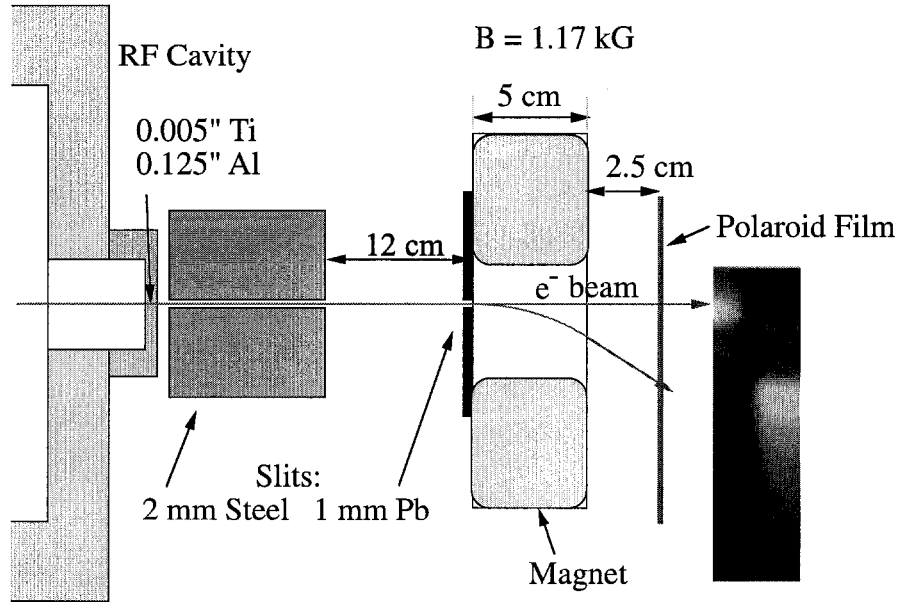 B = 1.17 kG
RF Cavity
5 cm
0.005" Ti
0.125" Al
2.5 cm
Polaroid Film
12 cm
e⁻ beam
Slits:
2 mm Steel 1 mm Pb
Magnet